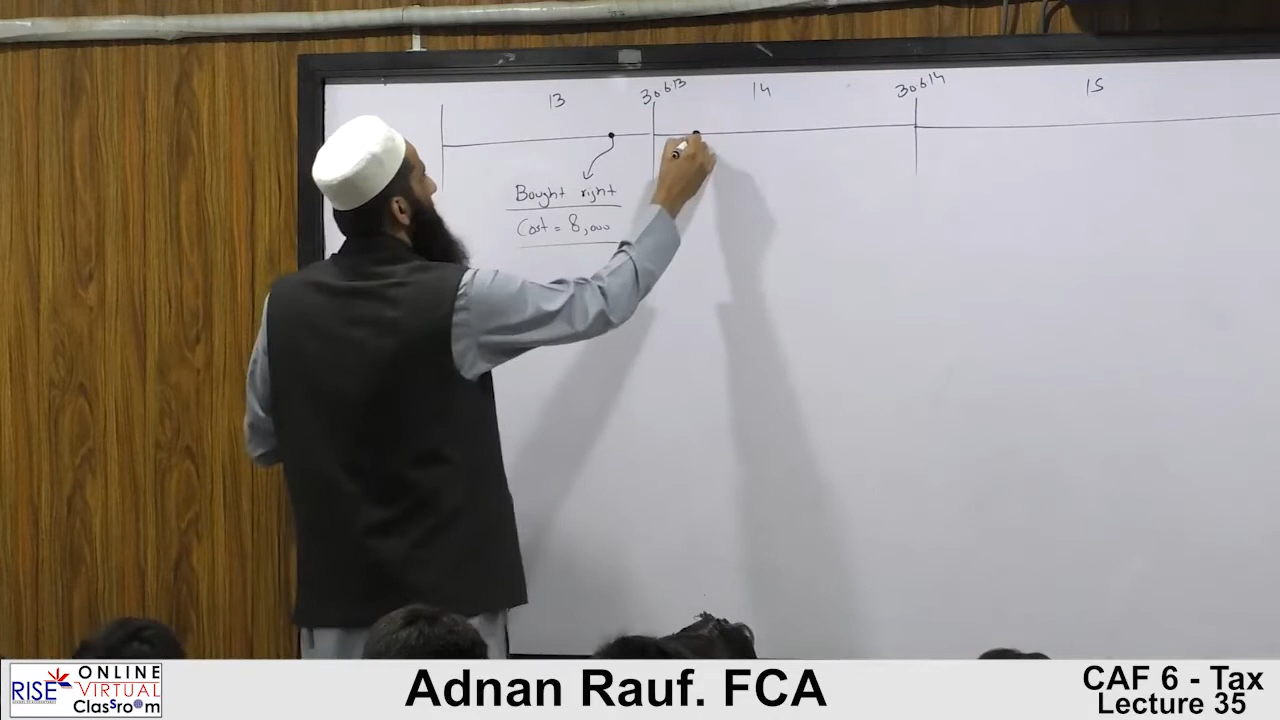 13 30613 14 30614 15
Bought right
Cost = 8,000
RISE
ONLINE
VIRTUAL
Classroom
Adnan Rauf. FCA
CAF 6 - Tax
Lecture 35